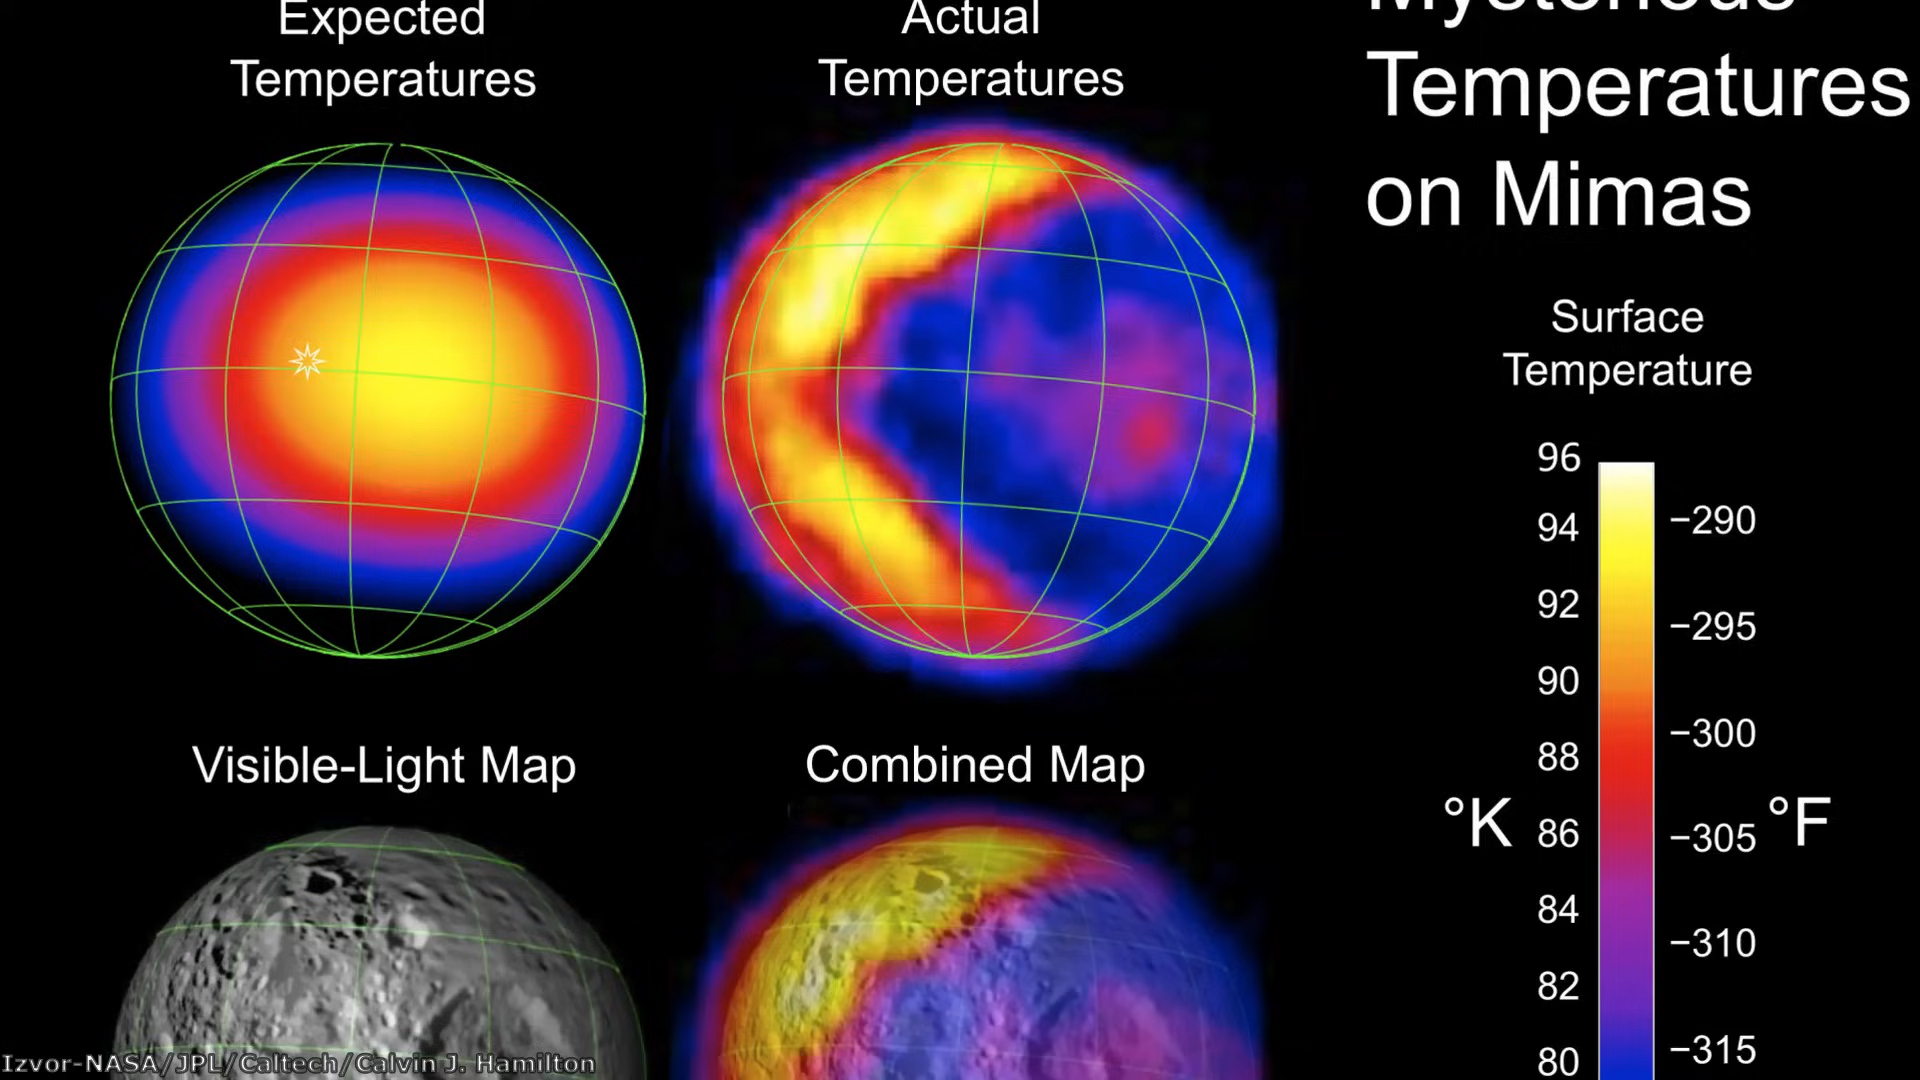 Expected
Temperatures
Actual
Temperatures
Mysterious
Temperatures
on Mimas
Surface
Temperature
96
94
92
90
88
86
84
82
80
°K
−290
−295
−300
−305
−310
−315
°F
Visible-Light Map
Combined Map
Izvor-NASA/JPL/Caltech/Calvin J. Hamilton